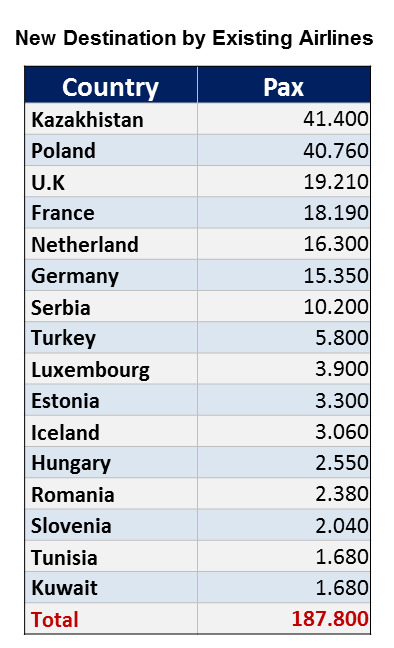 New Destination by Existing Airlines
Country Pax
Kazakhstan 41.400
Poland 40.760
U.K 19.210
France 18.190
Netherland 16.300
Germany 15.350
Serbia 10.200
Turkey 5.800
Luxembourg 3.900
Estonia 3.300
Iceland 3.060
Hungary 2.550
Romania 2.380
Slovenia 2.040
Tunisia 1.680
Kuwait 1.680
Total 187.800